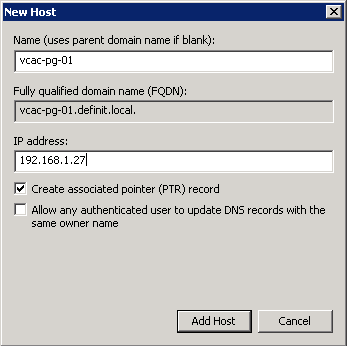 New Host
Name (uses parent domain name if blank):
vcac-pg-01
Fully qualified domain name (FQDN):
vcac-pg-01.definit.local.
IP address:
192.168.1.27
Create associated pointer (PTR) record
Allow any authenticated user to update DNS records with the
same owner name
Add Host
Cancel